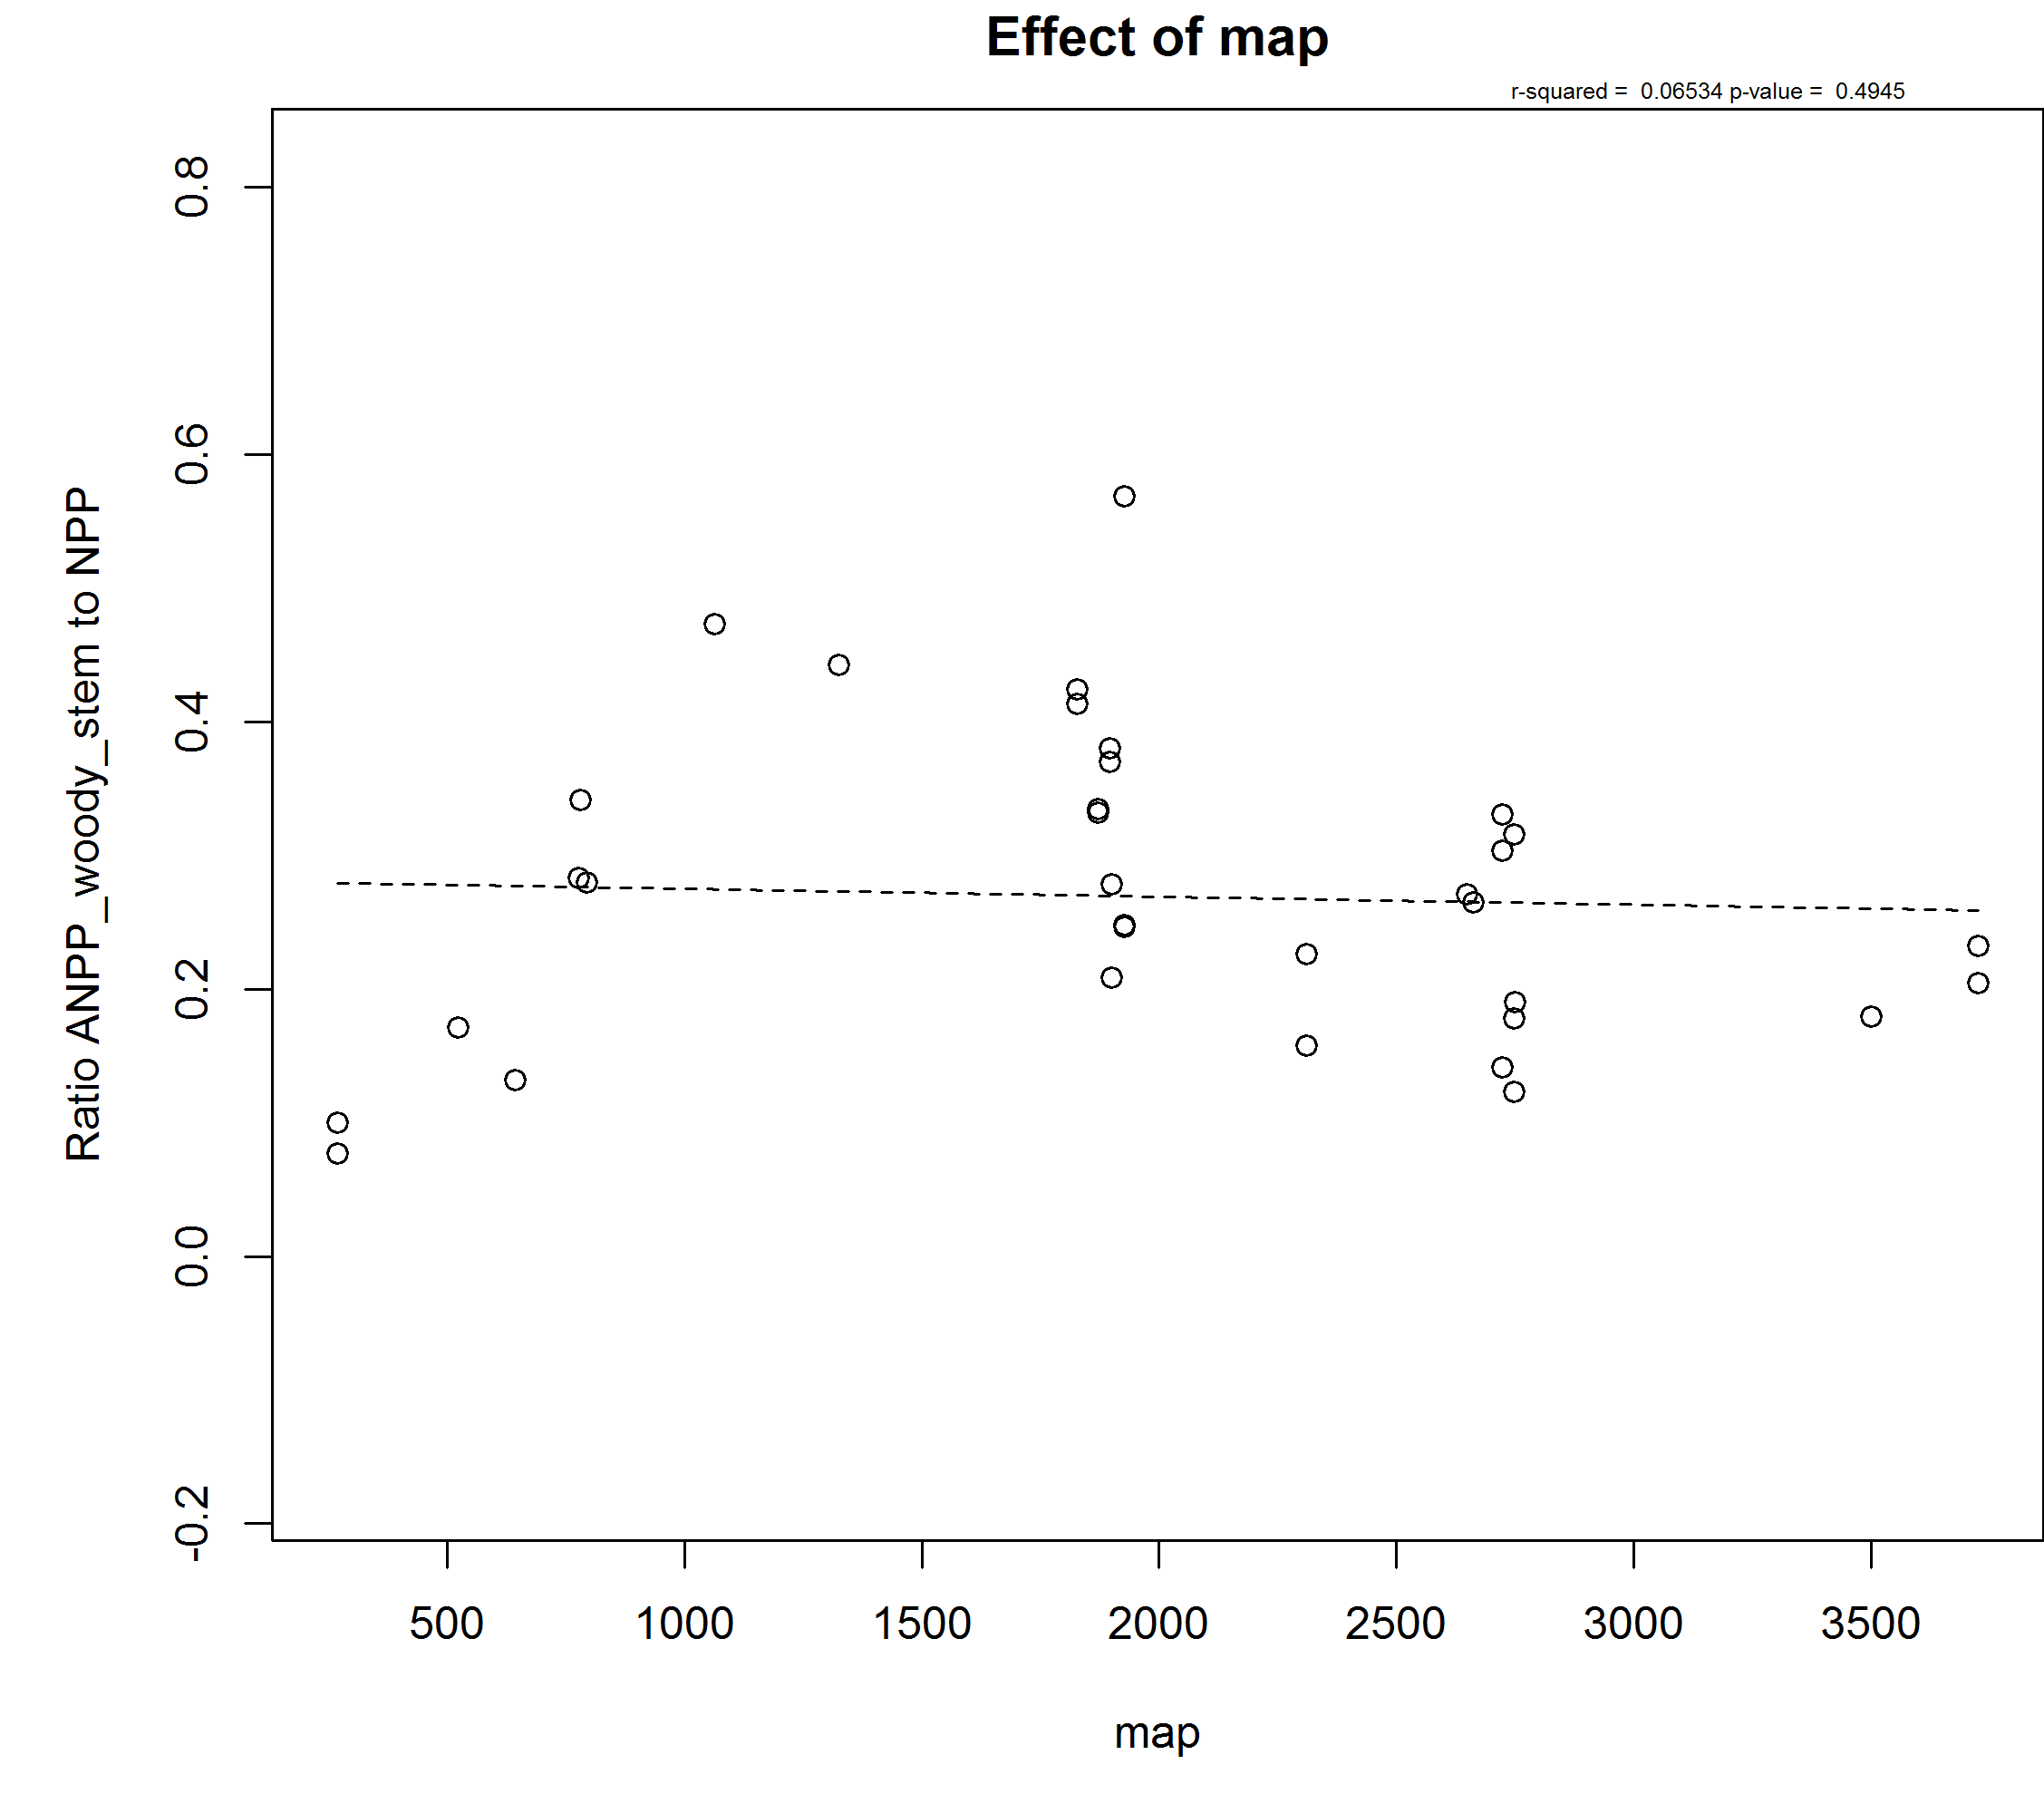 Effect of map
r-squared = 0.06534 p-value = 0.4945
Ratio ANPP_woody_stem to NPP
0.8
0.6
0.4
0.2
0.0
-0.2
500 1000 1500 2000 2500 3000 3500
map